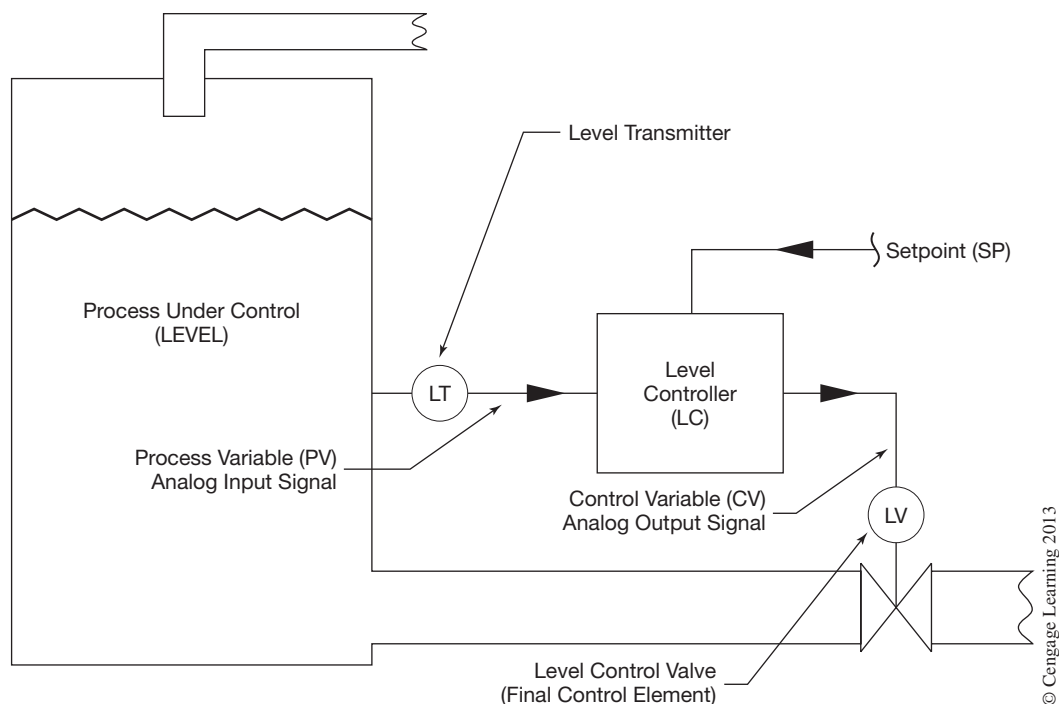 Level Transmitter
Setpoint (SP)
Process Under Control
(LEVEL)
Level
Controller
(LC)
LT
Process Variable (PV)
Analog Input Signal
Control Variable (CV)
Analog Output Signal
LV
Level Control Valve
(Final Control Element)
© Cengage Learning 2013